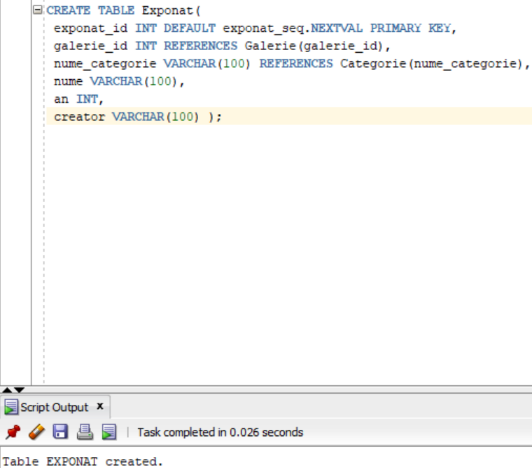 CREATE TABLE Exponat(
exponat_id INT DEFAULT exponat_seq.NEXTVAL PRIMARY KEY,
galerie_id INT REFERENCES Galerie(galerie_id),
nume_categorie VARCHAR(100) REFERENCES Categorie(nume_categorie),
nume VARCHAR(100),
an INT,
creator VARCHAR(100) );
Script Output x
Task completed in 0.026 seconds
Table EXPONAT created.